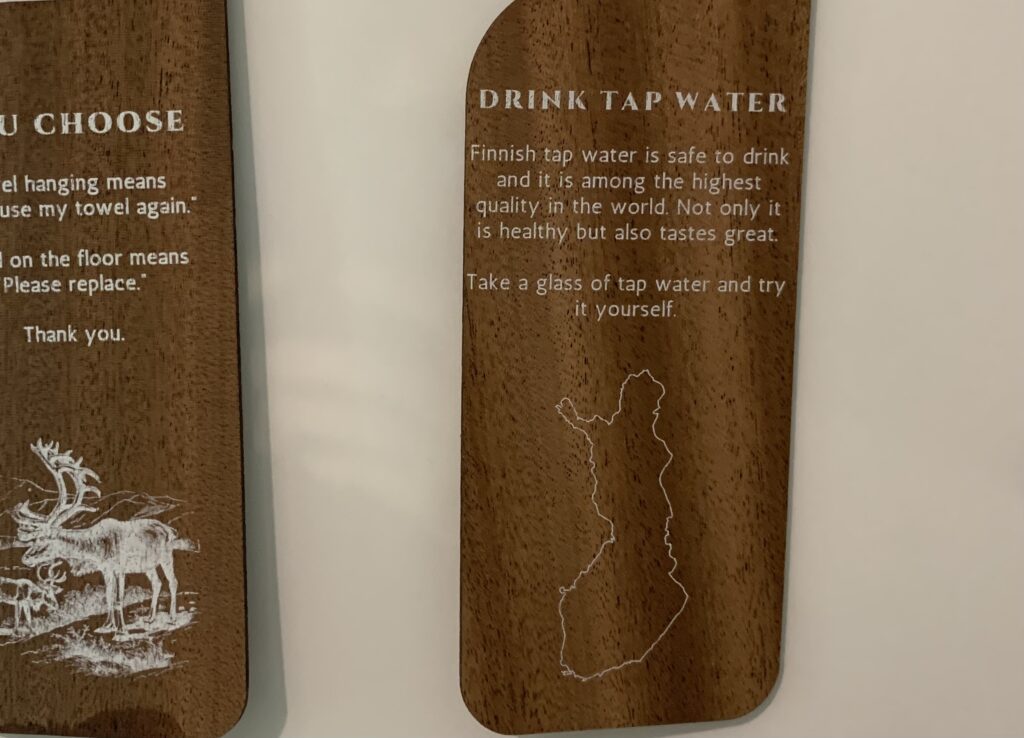 U CHOOSE
el hanging means
use my towel again."
on the floor means
Please replace."
Thank you.
DRINK TAP WATER
Finnish tap water is safe to drink
and it is among the highest
quality in the world. Not only it
is healthy but also tastes great.
Take a glass of tap water and try
it yourself.